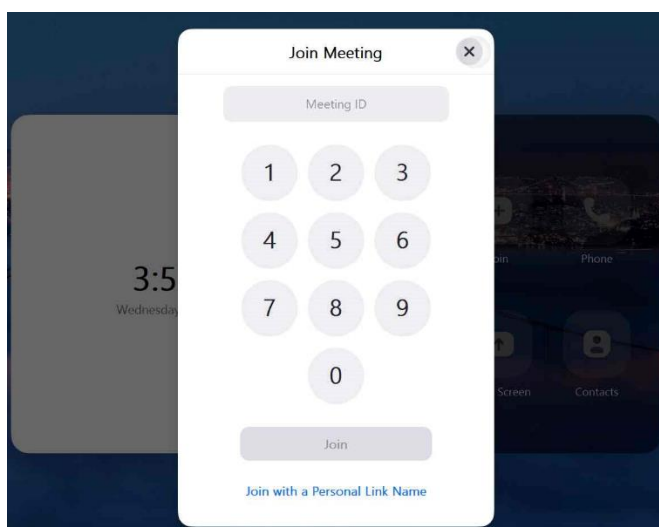 Join Meeting
Meeting ID
1 2 3
4 5 6
7 8 9
0
Join
Join with a Personal Link Name
3:5
Wednesday
oin
Phone
Screen
Contacts